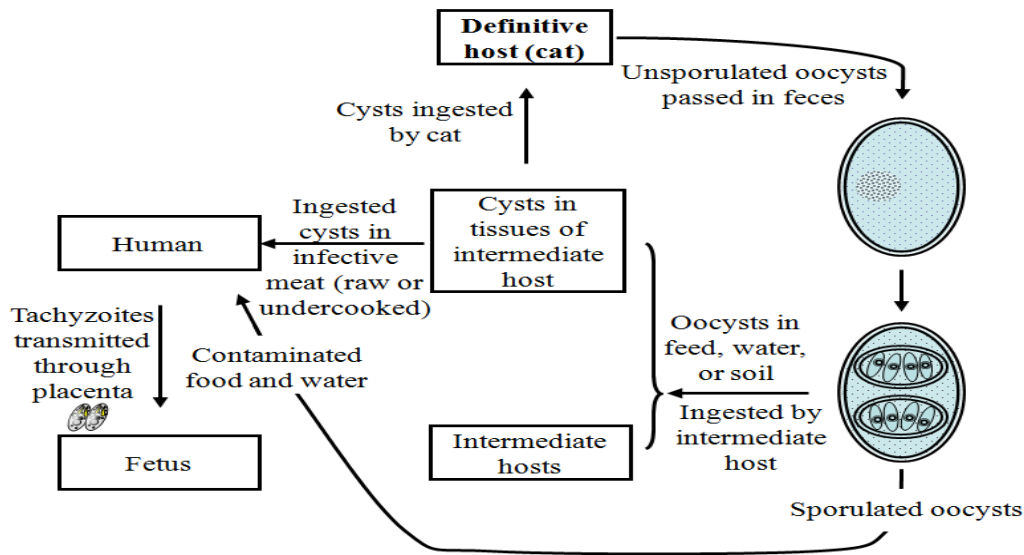 Definitive
host (cat)
Unsporulated oocysts
passed in feces
Cysts ingested
by cat
Cysts in
tissues of
intermediate
host
Ingested
cysts in
infective
meat (raw or
undercooked)
Human
Tachyzoites
transmitted
through
placenta
Fetus
Contaminated
food and water
Oocysts in
feed, water,
or soil
Ingested by
intermediate
host
Intermediate
hosts
Sporulated oocysts